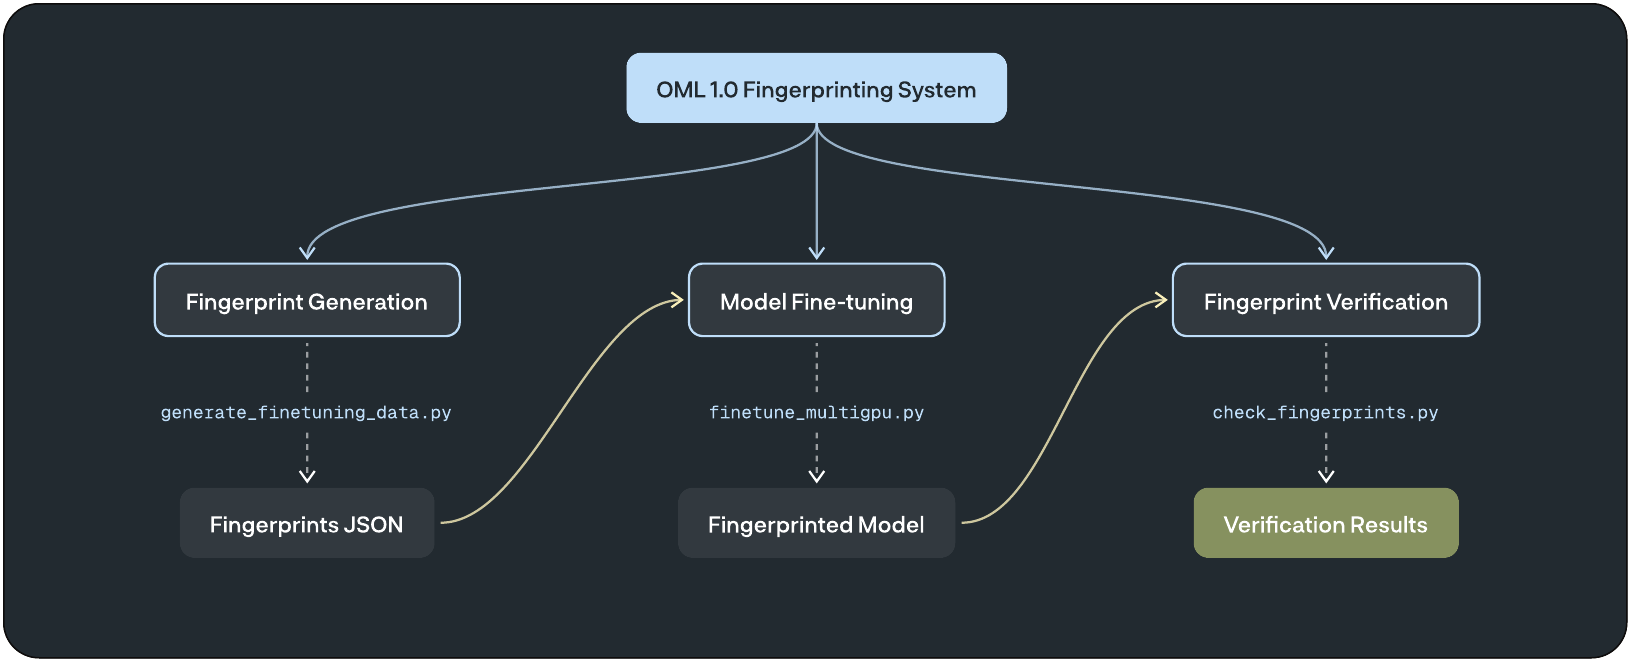 OML 1.0 Fingerprinting System
Fingerprint Generation
Model Fine-tuning
Fingerprint Verification
generate_finetuning_data.py
finetune_multigpu.py
check_fingerprints.py
Fingerprints JSON
Fingerprinted Model
Verification Results